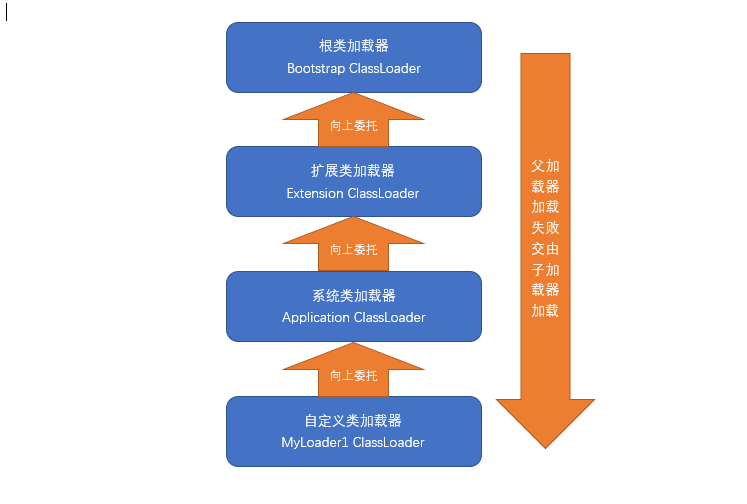 根类加载器
Bootstrap ClassLoader
向上委托
扩展类加载器
Extension ClassLoader
向上委托
系统类加载器
Application ClassLoader
向上委托
自定义类加载器
MyLoader1 ClassLoader
父加
载器
加载
失败
交由
子加
载器
加载